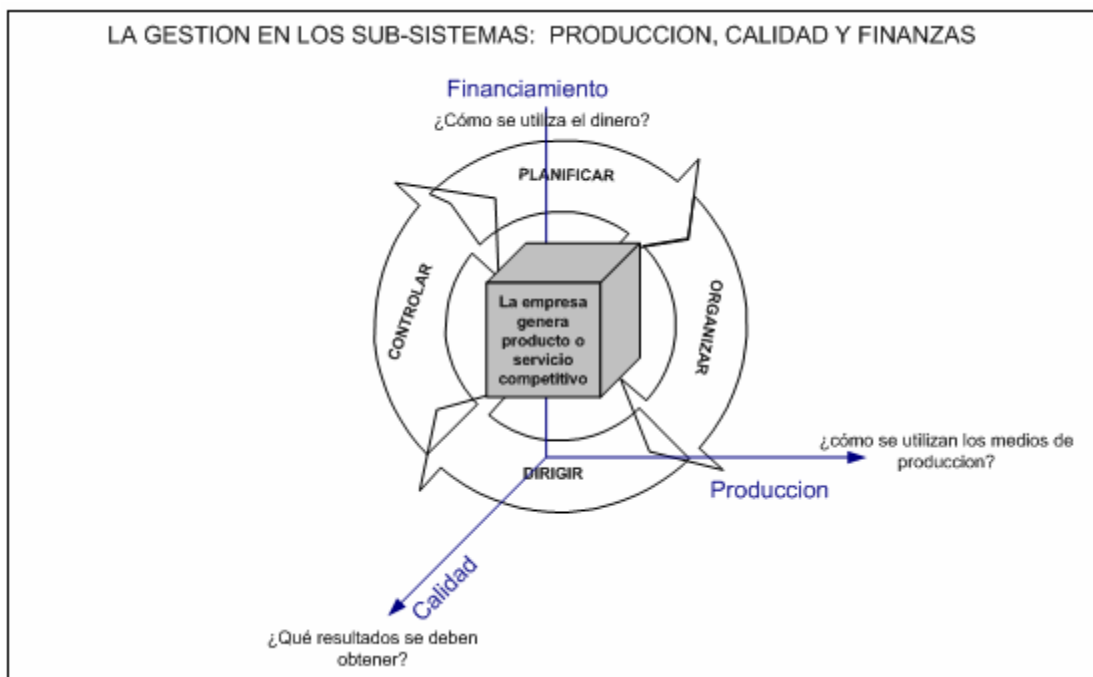 LA GESTION EN LOS SUB-SISTEMAS: PRODUCCION, CALIDAD Y FINANZAS
Financiamiento
¿Cómo se utiliza el dinero?
PLANIFICAR
CONTROLAR
ORGANIZAR
La empresa
genera
producto o
servicio
competitivo
DIRIGIR
¿cómo se utilizan los medios de
produccion?
Produccion
Calidad
¿Qué resultados se deben
obtener?